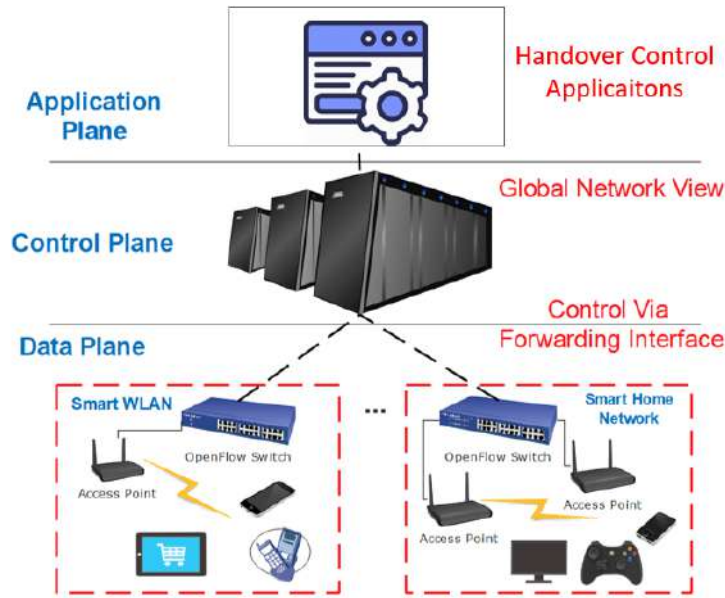 Handover Control
Applicaitons
Application
Plane
Global Network View
Control Plane
Control Via
Forwarding Interface
Data Plane
Smart WLAN
OpenFlow Switch
Access Point
...
Smart Home
Network
OpenFlow Switch
Access Point
Access Point